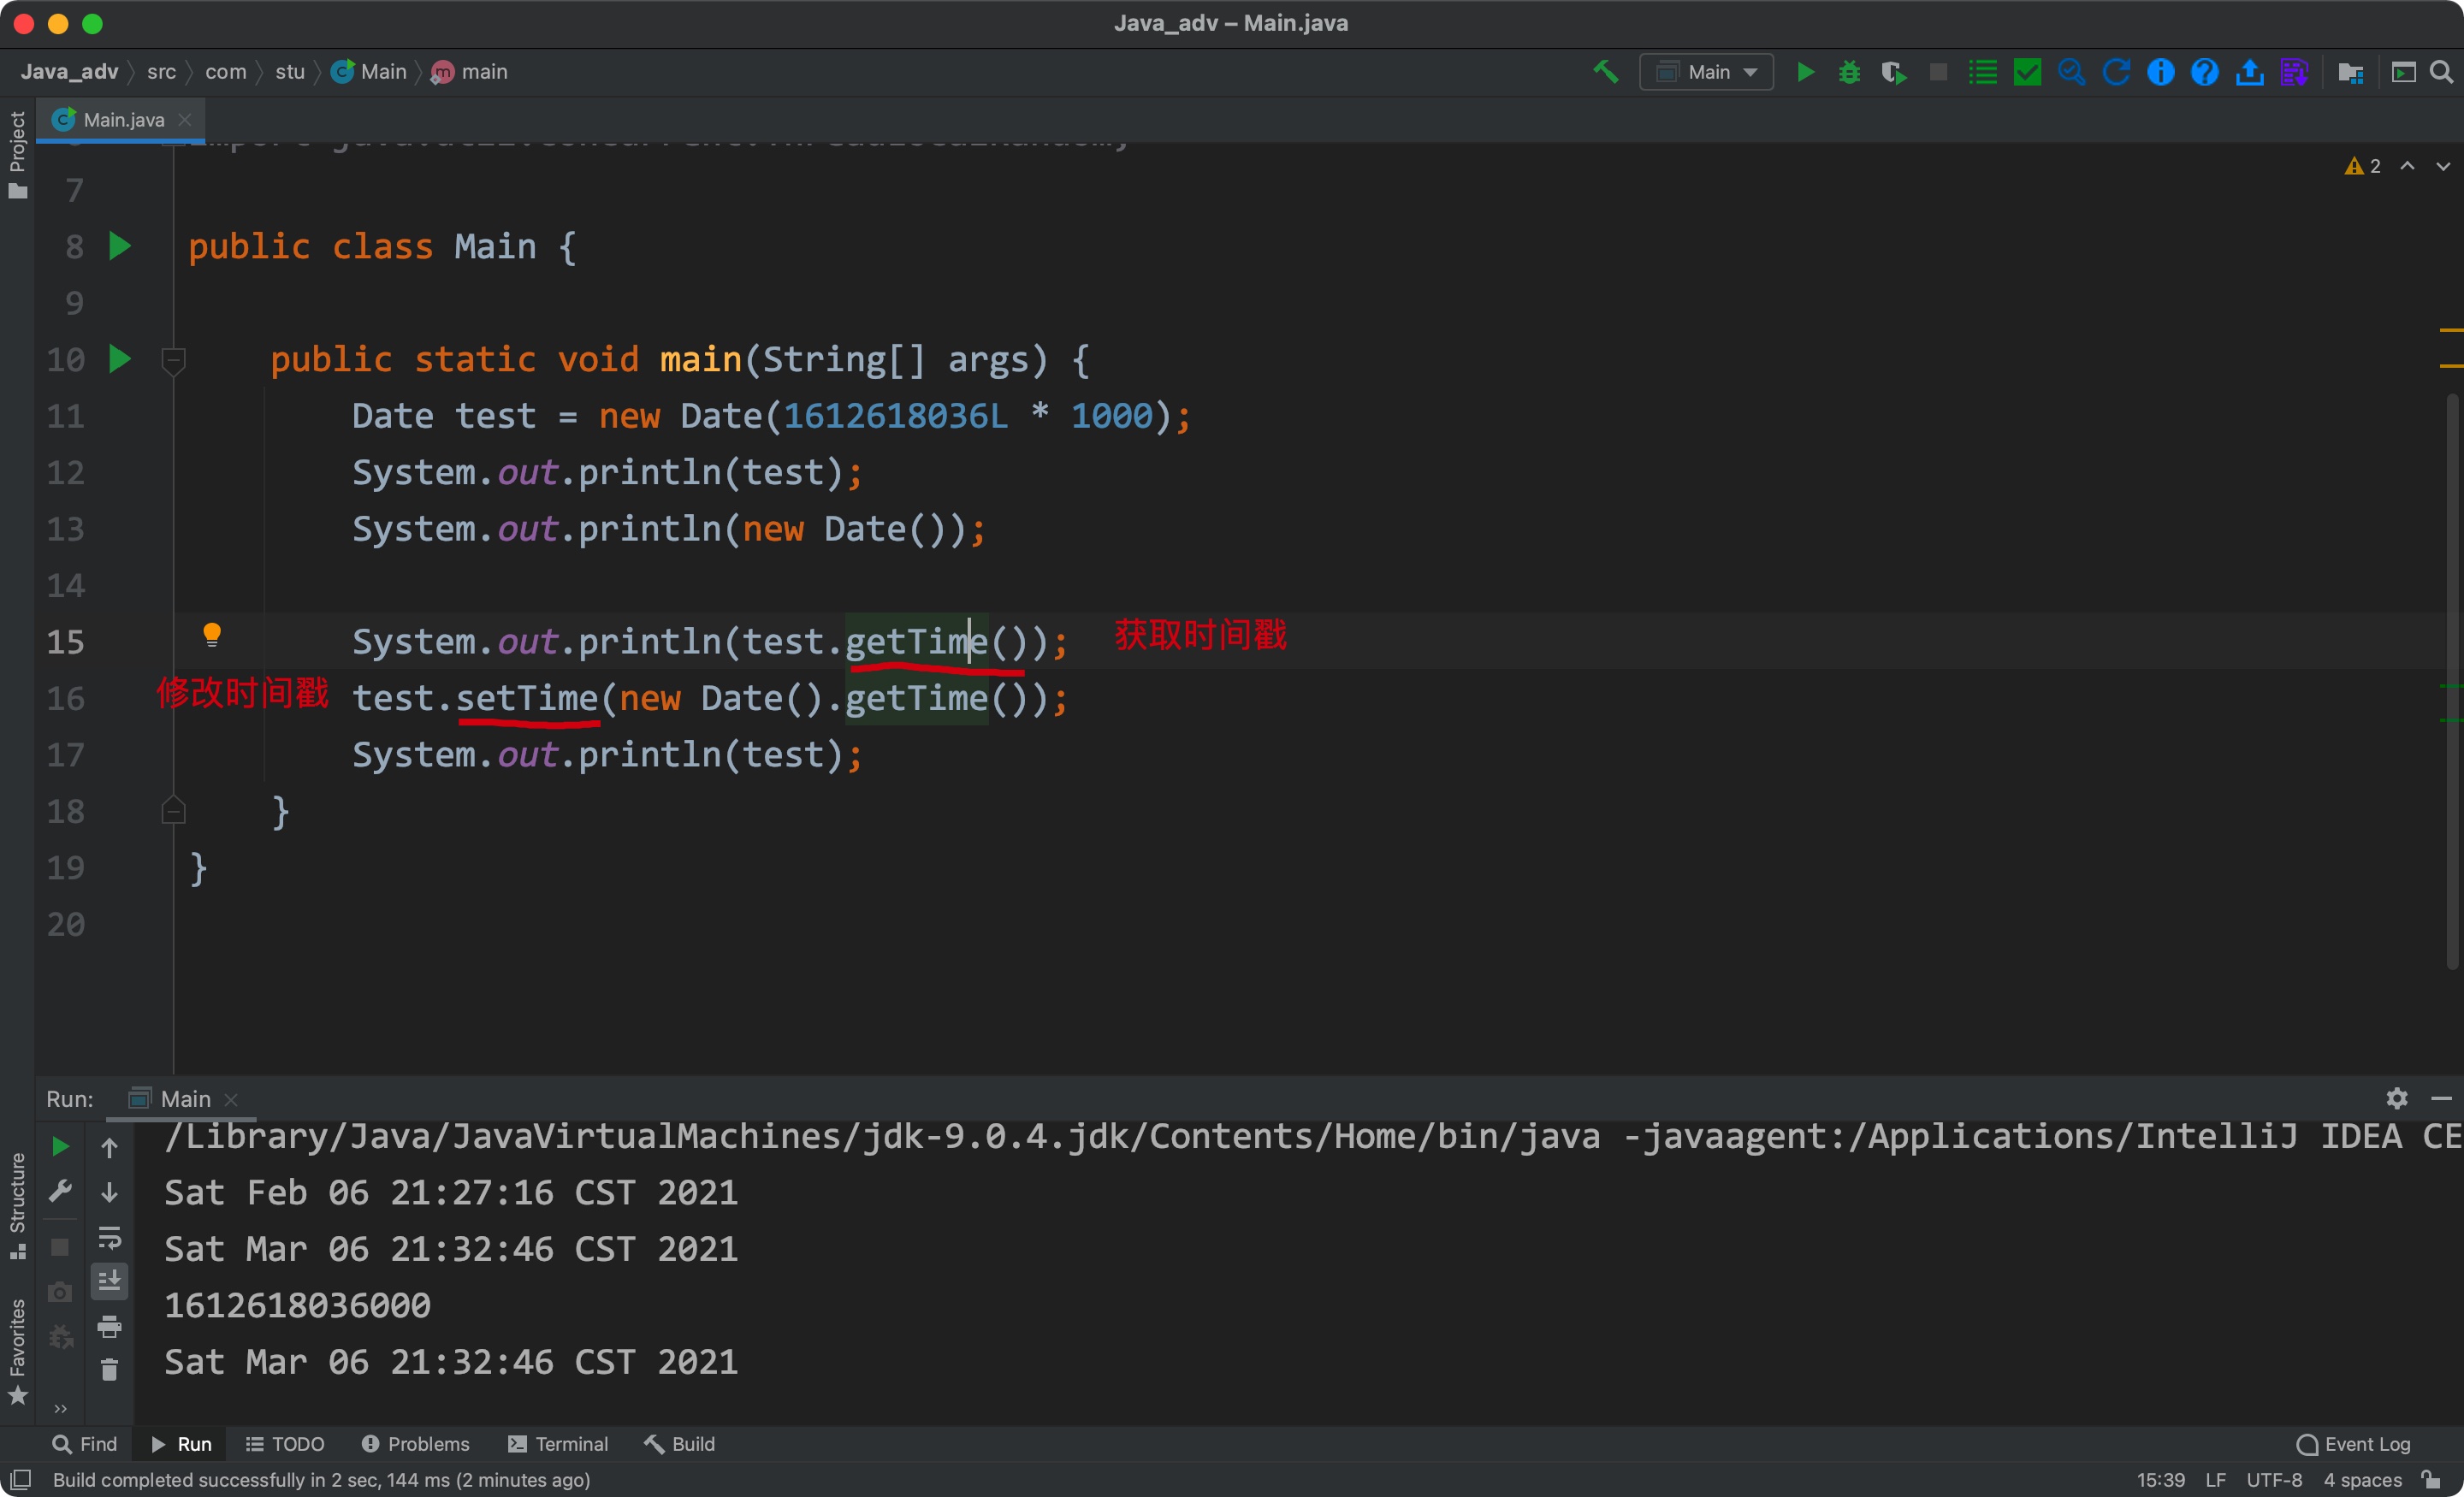 Java_adv – Main.java
Java_adv src com stu Main main
Main
Project
Main.java
2
7
8 public class Main {
9
10 public static void main(String[] args) {
11 Date test = new Date(1612618036L * 1000);
12 System.out.println(test);
13 System.out.println(new Date());
14
15 System.out.println(test.getTime()); 获取时间戳
16 修改时间戳 test.setTime(new Date().getTime());
17 System.out.println(test);
18 }
19 }
20
Run: Main
/Library/Java/JavaVirtualMachines/jdk-9.0.4.jdk/Contents/Home/bin/java -javaagent:/Applications/IntelliJ IDEA CE
Sat Feb 06 21:27:16 CST 2021
Sat Mar 06 21:32:46 CST 2021
1612618036000
Sat Mar 06 21:32:46 CST 2021
Structure
Favorites
Find Run TODO Problems Terminal Build Event Log
Build completed successfully in 2 sec, 144 ms (2 minutes ago) 15:39 LF UTF-8 4 spaces